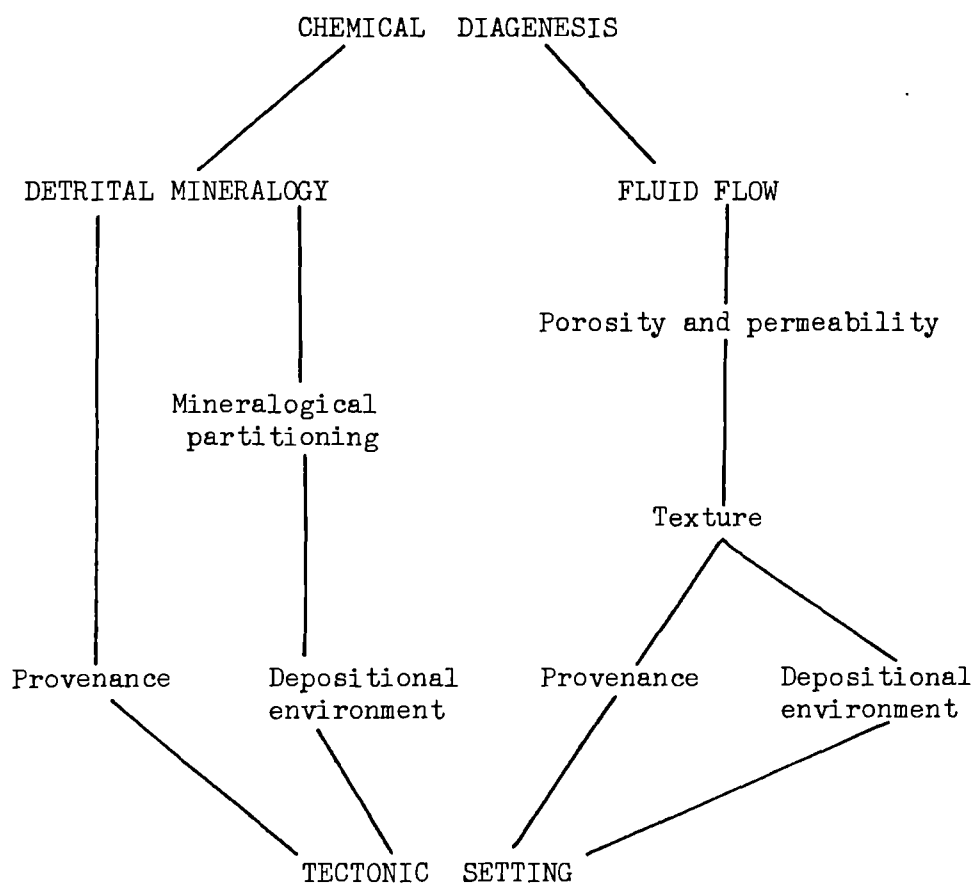 CHEMICAL DIAGENESIS
DETRITAL MINERALOGY
FLUID FLOW
Porosity and permeability
Mineralogical
partitioning
Texture
Provenance
Depositional
environment
Provenance
Depositional
environment
TECTONIC SETTING